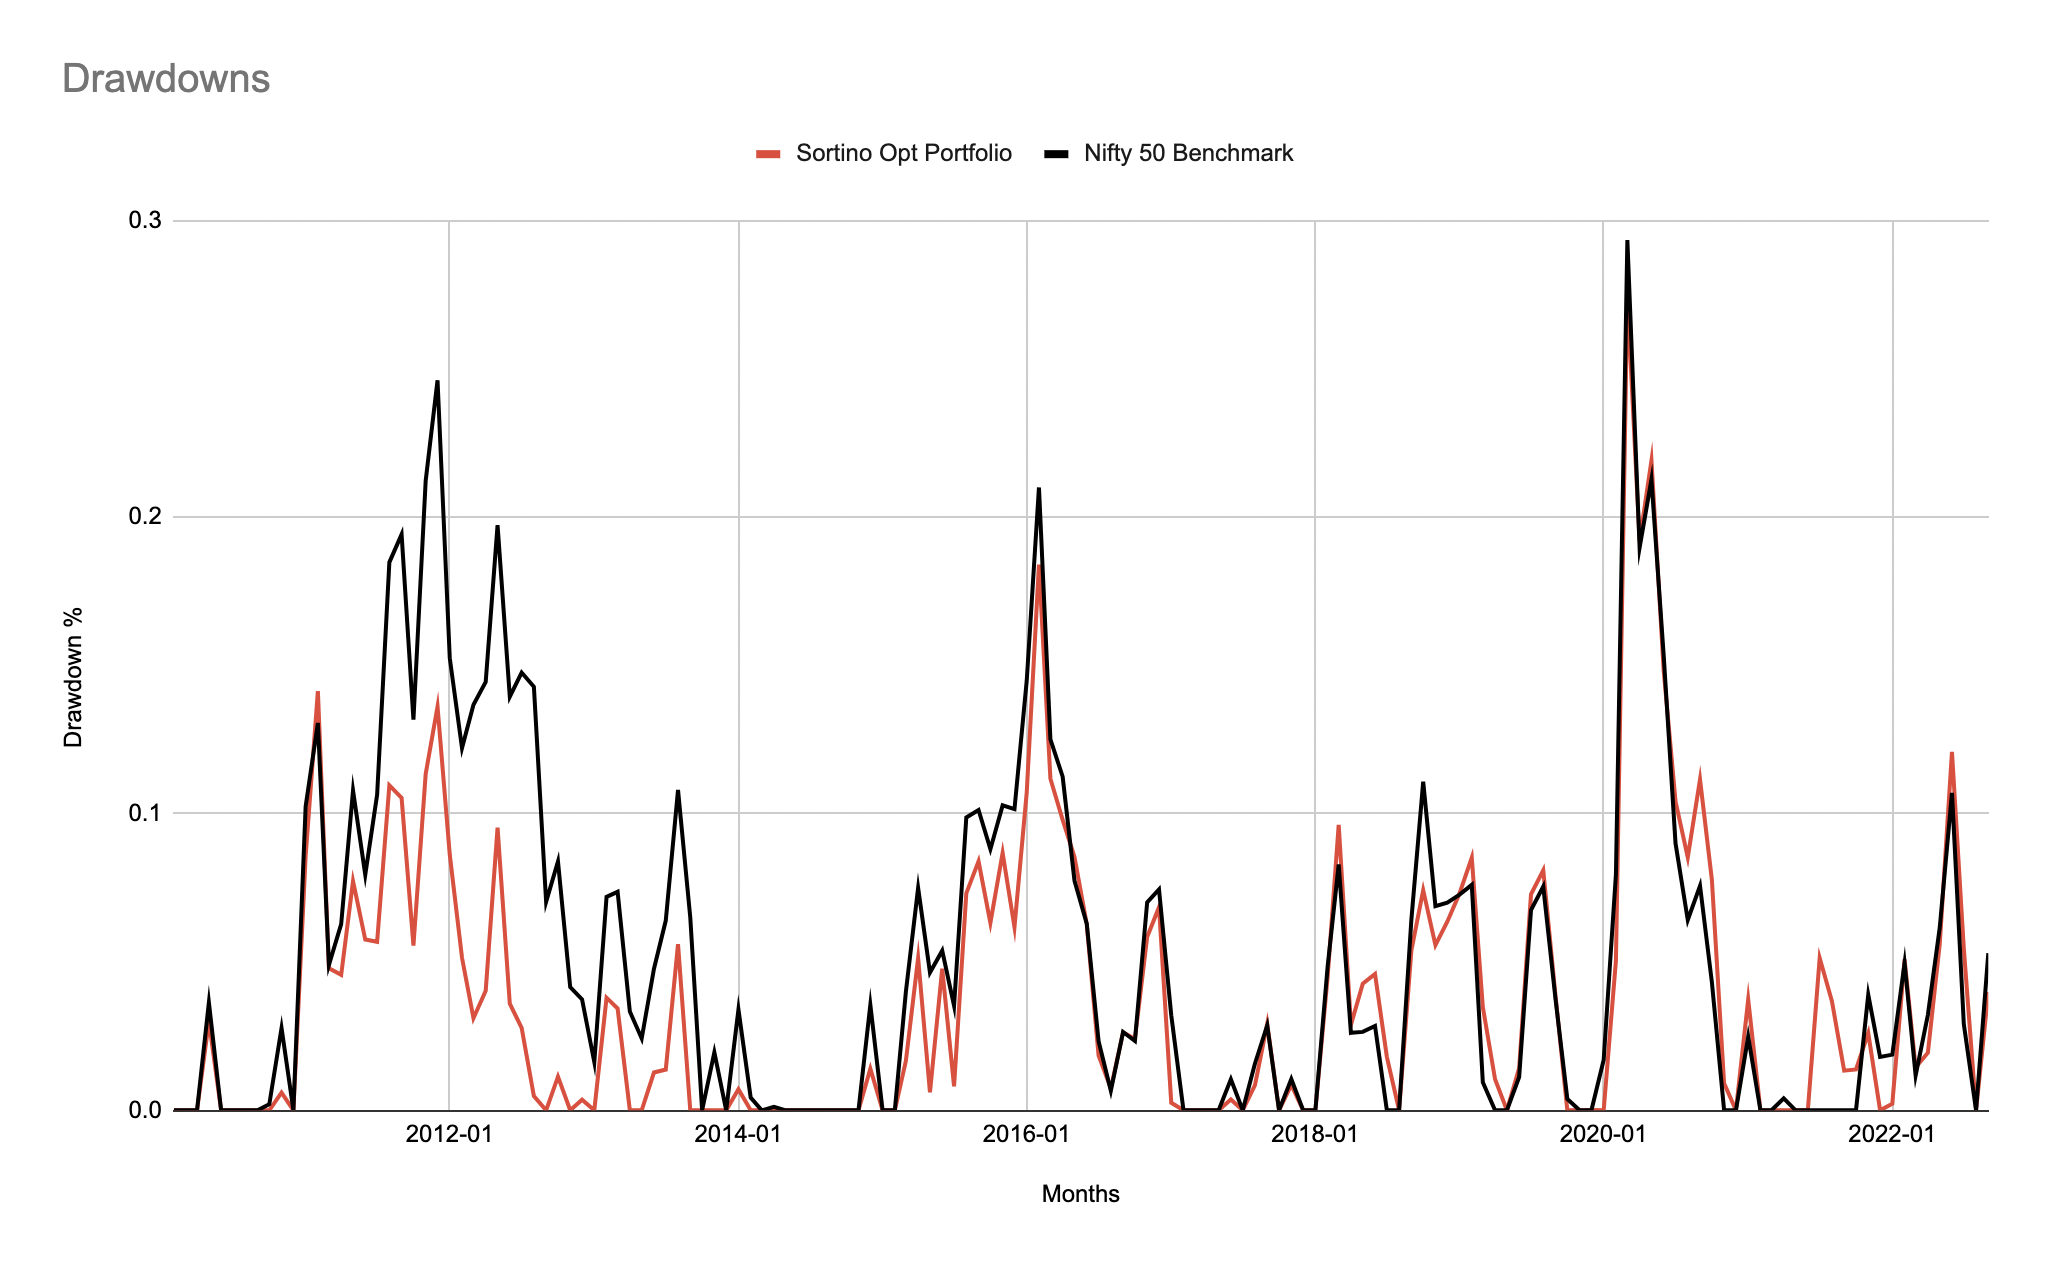 Drawdowns
Sortino Opt Portfolio Nifty 50 Benchmark
0.3
0.2
0.1
0.0
Drawdown %
2012-01 2014-01 2016-01 2018-01 2020-01 2022-01
Months